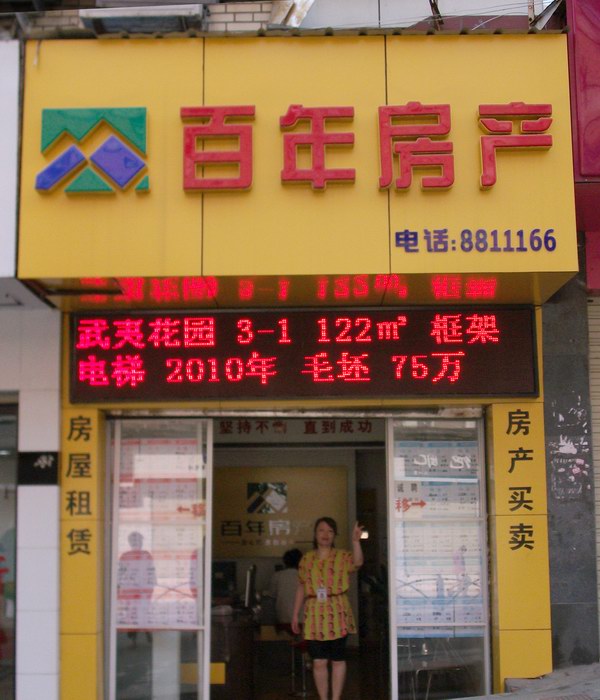 百年房产
电话:8811166
武夷花园 3-1 122㎡ 框架
电梯 2010年 毛坯 75万
房屋租赁
坚持不 直到成功
房产买卖
百年房产
移→